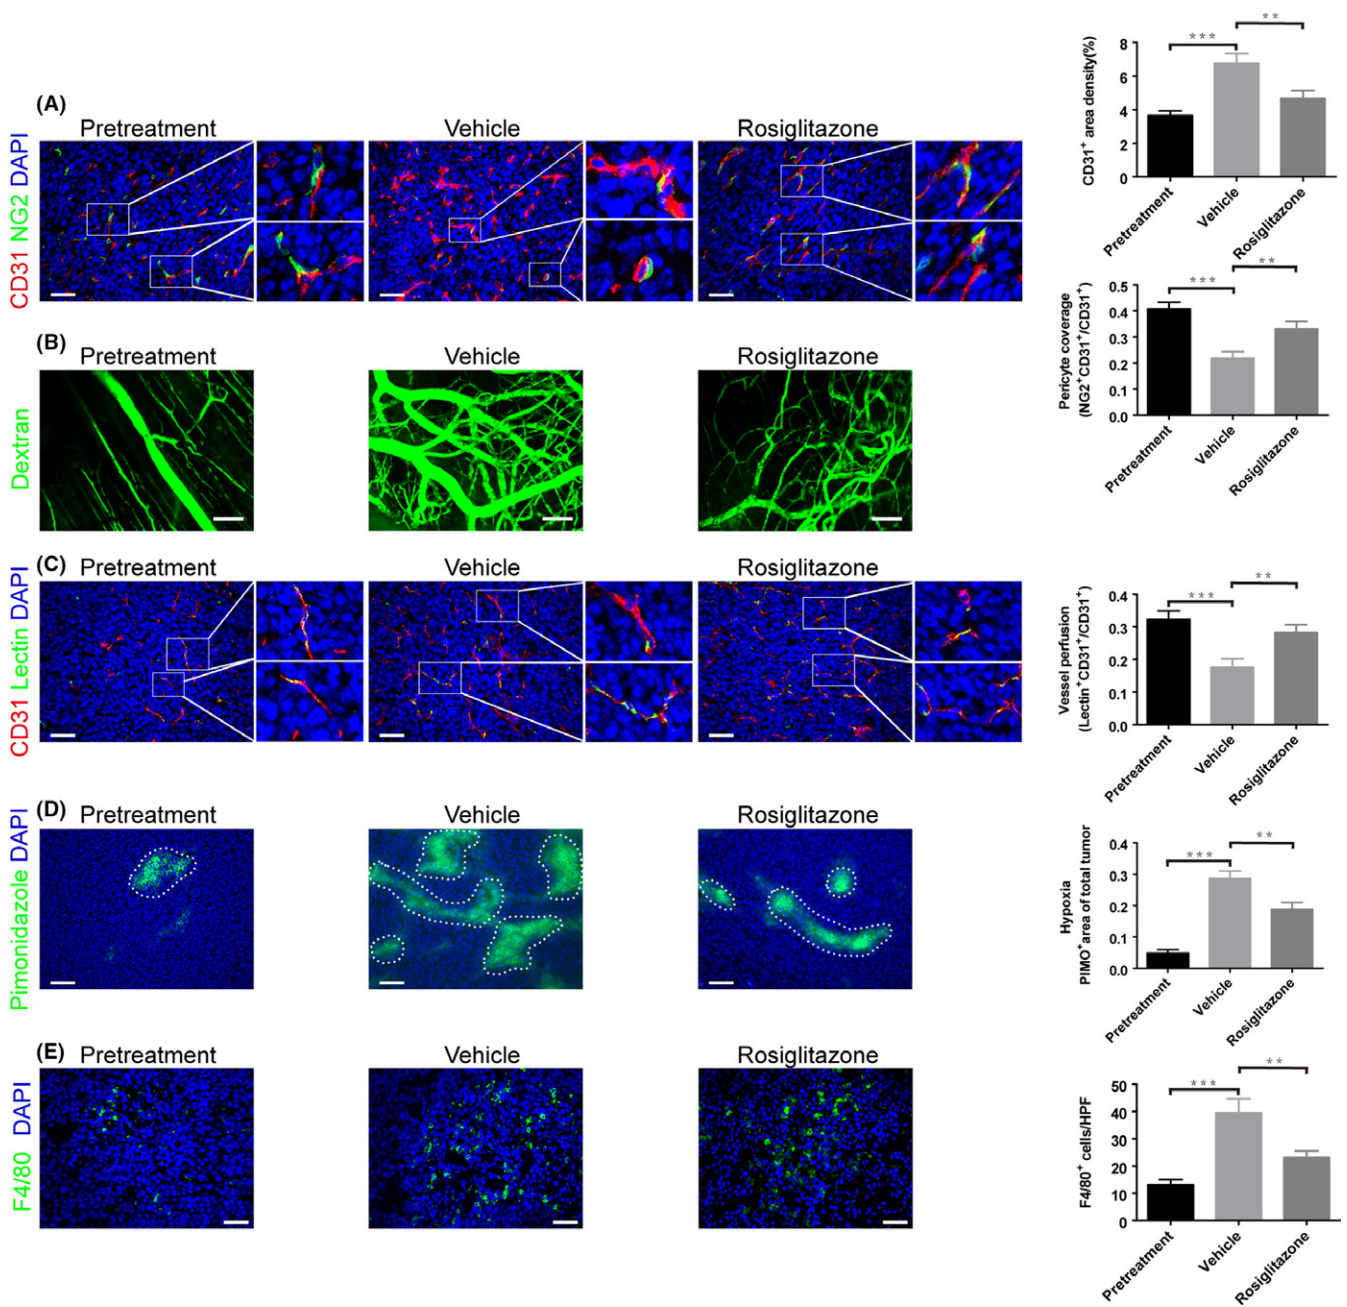 (A)
Pretreatment
Vehicle
Rosiglitazone
CD31 NG2 DAPI
8
6
4
2
0
CD31⁺ area density(%)
***
**
Pretreatment
Vehicle
Rosiglitazone
0.5
0.4
0.3
0.2
0.1
0.0
Pericyte coverage
(NG2⁺CD31⁺/CD31⁺)
***
**
Pretreatment
Vehicle
Rosiglitazone
(B)
Pretreatment
Vehicle
Rosiglitazone
Dextran
(C)
Pretreatment
Vehicle
Rosiglitazone
CD31 Lectin DAPI
0.4
0.3
0.2
0.1
0.0
Vessel perfusion
(Lectin⁺CD31⁺/CD31⁺)
***
**
Pretreatment
Vehicle
Rosiglitazone
(D)
Pretreatment
Vehicle
Rosiglitazone
Pimonidazole DAPI
0.4
0.3
0.2
0.1
0.0
Hypoxia
PIMO⁺area of total tumor
***
**
Pretreatment
Vehicle
Rosiglitazone
(E)
Pretreatment
Vehicle
Rosiglitazone
F4/80 DAPI
50
40
30
20
10
0
F4/80⁺ cells/HPF
***
**
Pretreatment
Vehicle
Rosiglitazone